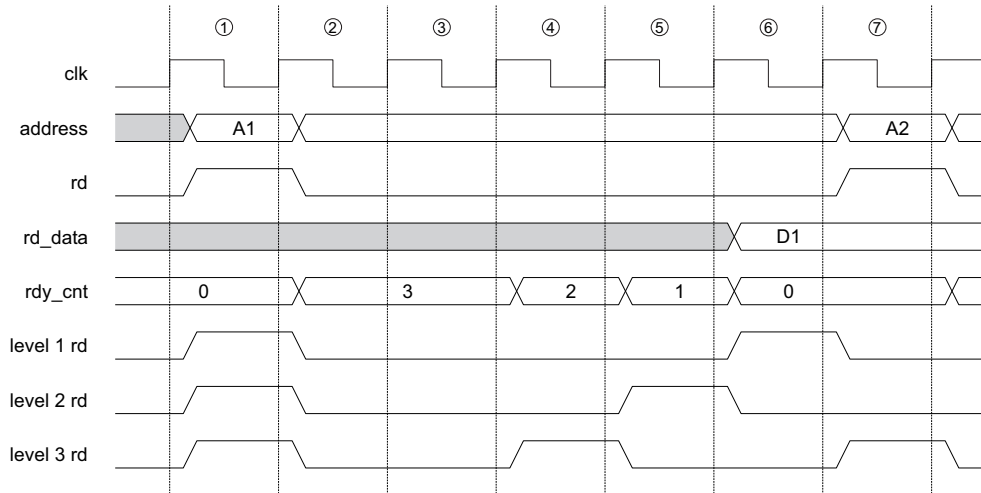 ① ② ③ ④ ⑤ ⑥ ⑦
clk
address A1 A2
rd
rd_data D1
rdy_cnt 0 3 2 1 0
level 1 rd
level 2 rd
level 3 rd